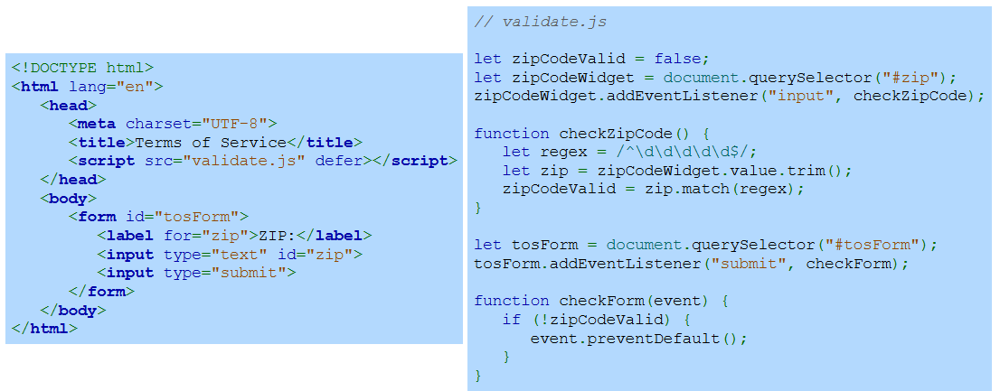 <!DOCTYPE html>
<html lang="en">
   <head>
      <meta charset="UTF-8">
      <title>Terms of Service</title>
      <script src="validate.js" defer></script>
   </head>
   <body>
      <form id="tosForm">
         <label for="zip">ZIP:</label>
         <input type="text" id="zip">
         <input type="submit">
      </form>
   </body>
</html>
// validate.js

let zipCodeValid = false;
let zipCodeWidget = document.querySelector("#zip");
zipCodeWidget.addEventListener("input", checkZipCode);

function checkZipCode() {
   let regex = /^\d\d\d\d\d$/;
   let zip = zipCodeWidget.value.trim();
   zipCodeValid = zip.match(regex);
}

let tosForm = document.querySelector("#tosForm");
tosForm.addEventListener("submit", checkForm);

function checkForm(event) {
   if (!zipCodeValid) {
      event.preventDefault();
   }
}